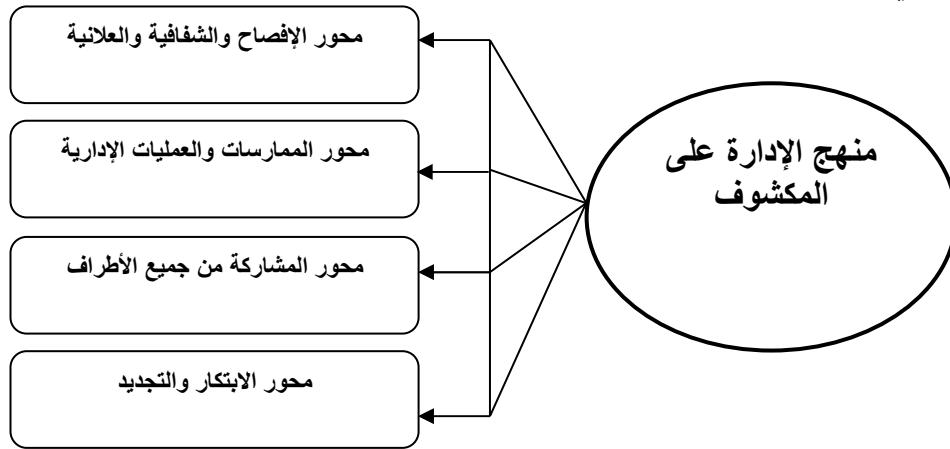 محور الإفصاح والشفافية والعلانية
محور الممارسات والعمليات الإدارية
محور المشاركة من جميع الأطراف
محور الابتكار والتجديد
منهج الإدارة على
المكشوف